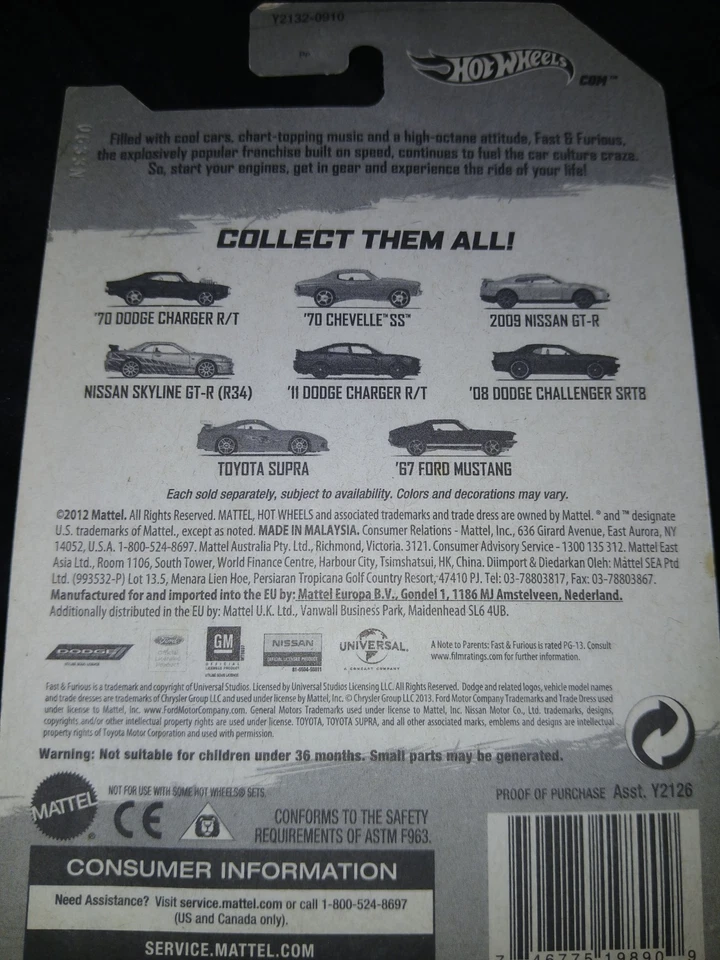 Y2132-0910
Hot Wheels
COM™
Filled with cool cars, chart-topping music and a high-octane attitude, Fast & Furious,
the explosively popular franchise built on speed, continues to fuel the car culture craze.
So, start your engines, get in gear and experience the ride of your life!
COLLECT THEM ALL!
'70 DODGE CHARGER R/T
'70 CHEVELLE™ SS™
2009 NISSAN GT-R
NISSAN SKYLINE GT-R (R34)
'11 DODGE CHARGER R/T
'08 DODGE CHALLENGER SRT8
TOYOTA SUPRA
'67 FORD MUSTANG
Each sold separately, subject to availability. Colors and decorations may vary.
©2012 Mattel. All Rights Reserved. MATTEL, HOT WHEELS and associated trademarks and trade dress are owned by Mattel. ® and ™ designate
U.S. trademarks of Mattel., except as noted. MADE IN MALAYSIA. Consumer Relations - Mattel, Inc., 636 Girard Avenue, East Aurora, NY
14052, U.S.A. 1-800-524-8697. Mattel Australia Pty. Ltd., Richmond, Victoria. 3121. Consumer Advisory Service - 1300 135 312. Mattel East
Asia Ltd., Room 1106, South Tower, World Finance Centre, Harbour City, Tsimshatsui, HK, China. Diimport & Diedarkan Oleh: Mattel SEA Ptd
Ltd. (993532-P) Lot 13.5, Menara Lien Hoe, Persiaran Tropicana Golf Country Resort, 47410 PJ. Tel: 03-78803817, Fax: 03-78803867.
Manufactured for and imported into the EU by: Mattel Europa B.V., Gondel 1, 1186 MJ Amstelveen, Nederland.
Additionally distributed in the EU by: Mattel U.K. Ltd., Vanwall Business Park, Maidenhead SL6 4UB.
DODGE
Ford
GM
OFFICIAL
NISSAN
UNIVERSAL
A Note to Parents: Fast & Furious is rated PG-13. Consult
www.filmratings.com for further information.
Fast & Furious is a trademark and copyright of Universal Studios. Licensed by Universal Studios Licensing LLC. All Rights Reserved. Dodge and related logos, vehicle model names
and trade dresses are trademarks of Chrysler Group LLC and used under license by Mattel, Inc. © Chrysler Group LLC 2013. Ford Motor Company Trademarks and Trade Dress used
under license to Mattel, Inc. www.FordMotorCompany.com. General Motors Trademarks used under license to Mattel, Inc. Nissan Motor Co., Ltd. trademarks, designs,
copyrights and/or other intellectual property rights are used under license. TOYOTA, TOYOTA SUPRA, and all other associated marks, emblems and designs are intellectual
property rights of Toyota Motor Corporation and used with permission.
Warning: Not suitable for children under 36 months. Small parts may be generated.
MATTEL
NOT FOR USE WITH SOME HOT WHEELS® SETS.
CE
CONFORMS TO THE SAFETY
REQUIREMENTS OF ASTM F963.
PROOF OF PURCHASE Asst. Y2126
CONSUMER INFORMATION
Need Assistance? Visit service.mattel.com or call 1-800-524-8697
(US and Canada only).
SERVICE.MATTEL.COM
7 46775 19890 9